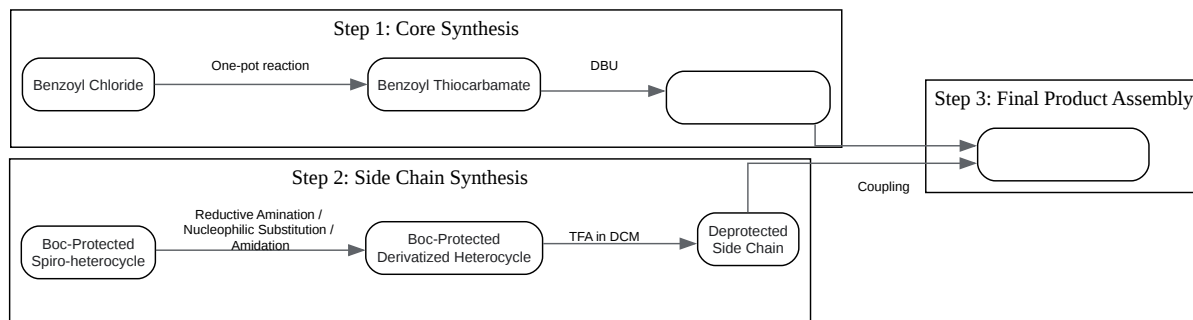 Step 1: Core Synthesis
Benzoyl Chloride
One-pot reaction
Benzoyl Thiocarbamate
DBU
Step 2: Side Chain Synthesis
Boc-Protected
Spiro-heterocycle
Reductive Amination /
Nucleophilic Substitution /
Amidation
Boc-Protected
Derivatized Heterocycle
TFA in DCM
Deprotected
Side Chain
Coupling
Step 3: Final Product Assembly